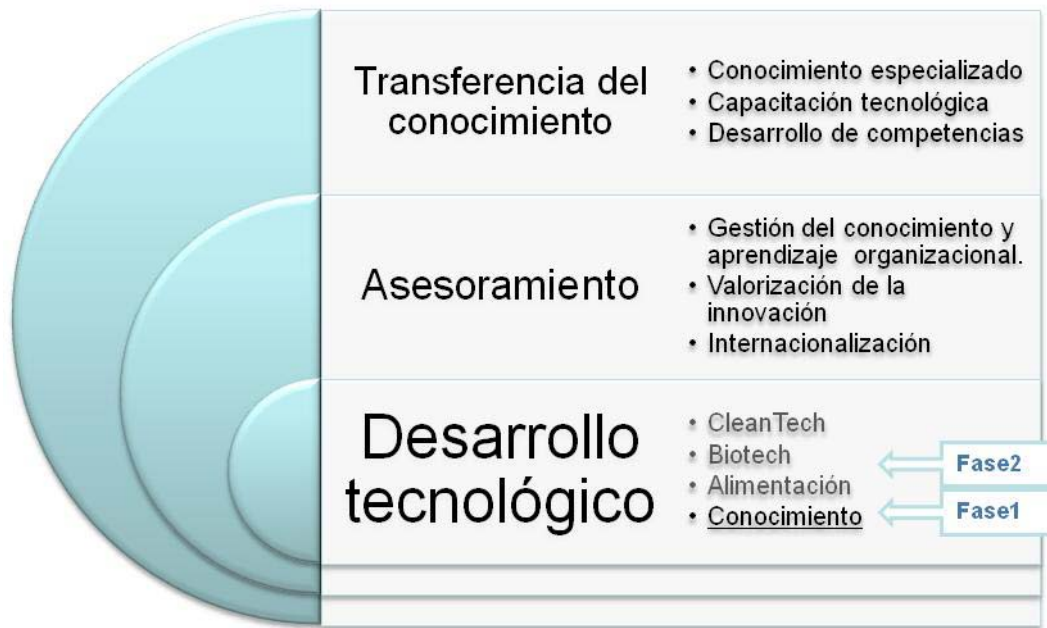 Transferencia del
conocimiento
• Conocimiento especializado
• Capacitación tecnológica
• Desarrollo de competencias
Asesoramiento
• Gestión del conocimiento y
aprendizaje organizacional.
• Valorización de la
innovación
• Internacionalización
Desarrollo
tecnológico
• CleanTech
• Biotech
• Alimentación
• Conocimiento
Fase2
Fase1